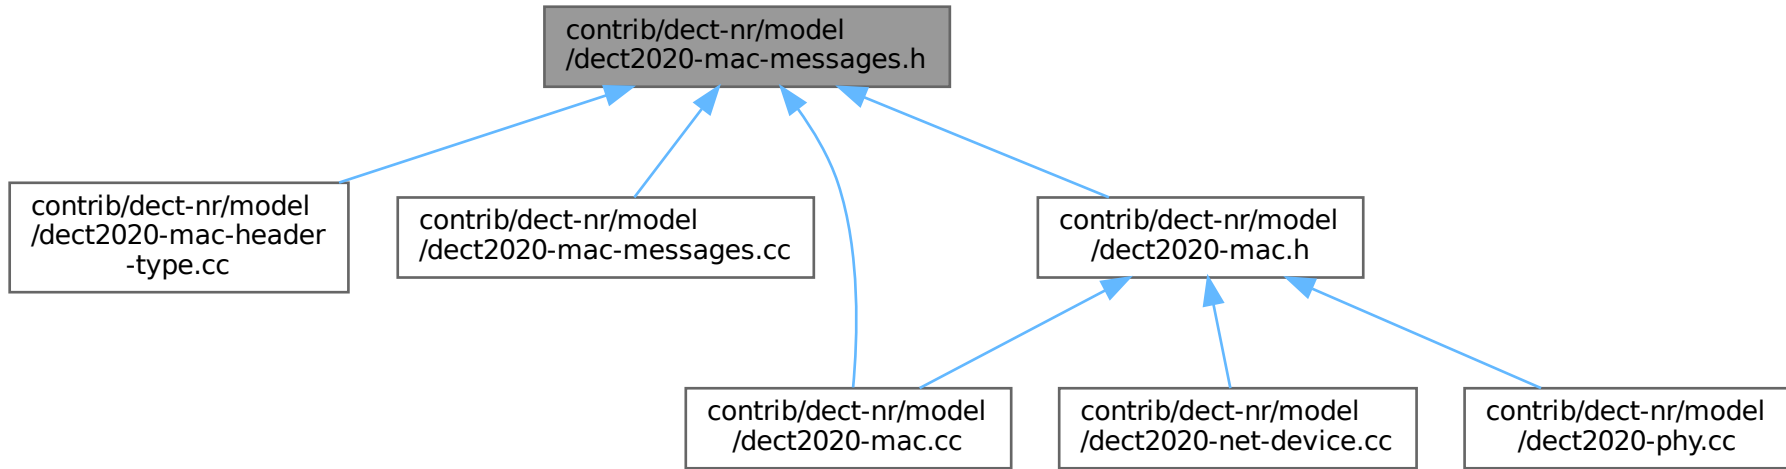 contrib/dect-nr/model
/dect2020-mac-messages.h
contrib/dect-nr/model
/dect2020-mac-header
-type.cc
contrib/dect-nr/model
/dect2020-mac-messages.cc
contrib/dect-nr/model
/dect2020-mac.h
contrib/dect-nr/model
/dect2020-mac.cc
contrib/dect-nr/model
/dect2020-net-device.cc
contrib/dect-nr/model
/dect2020-phy.cc